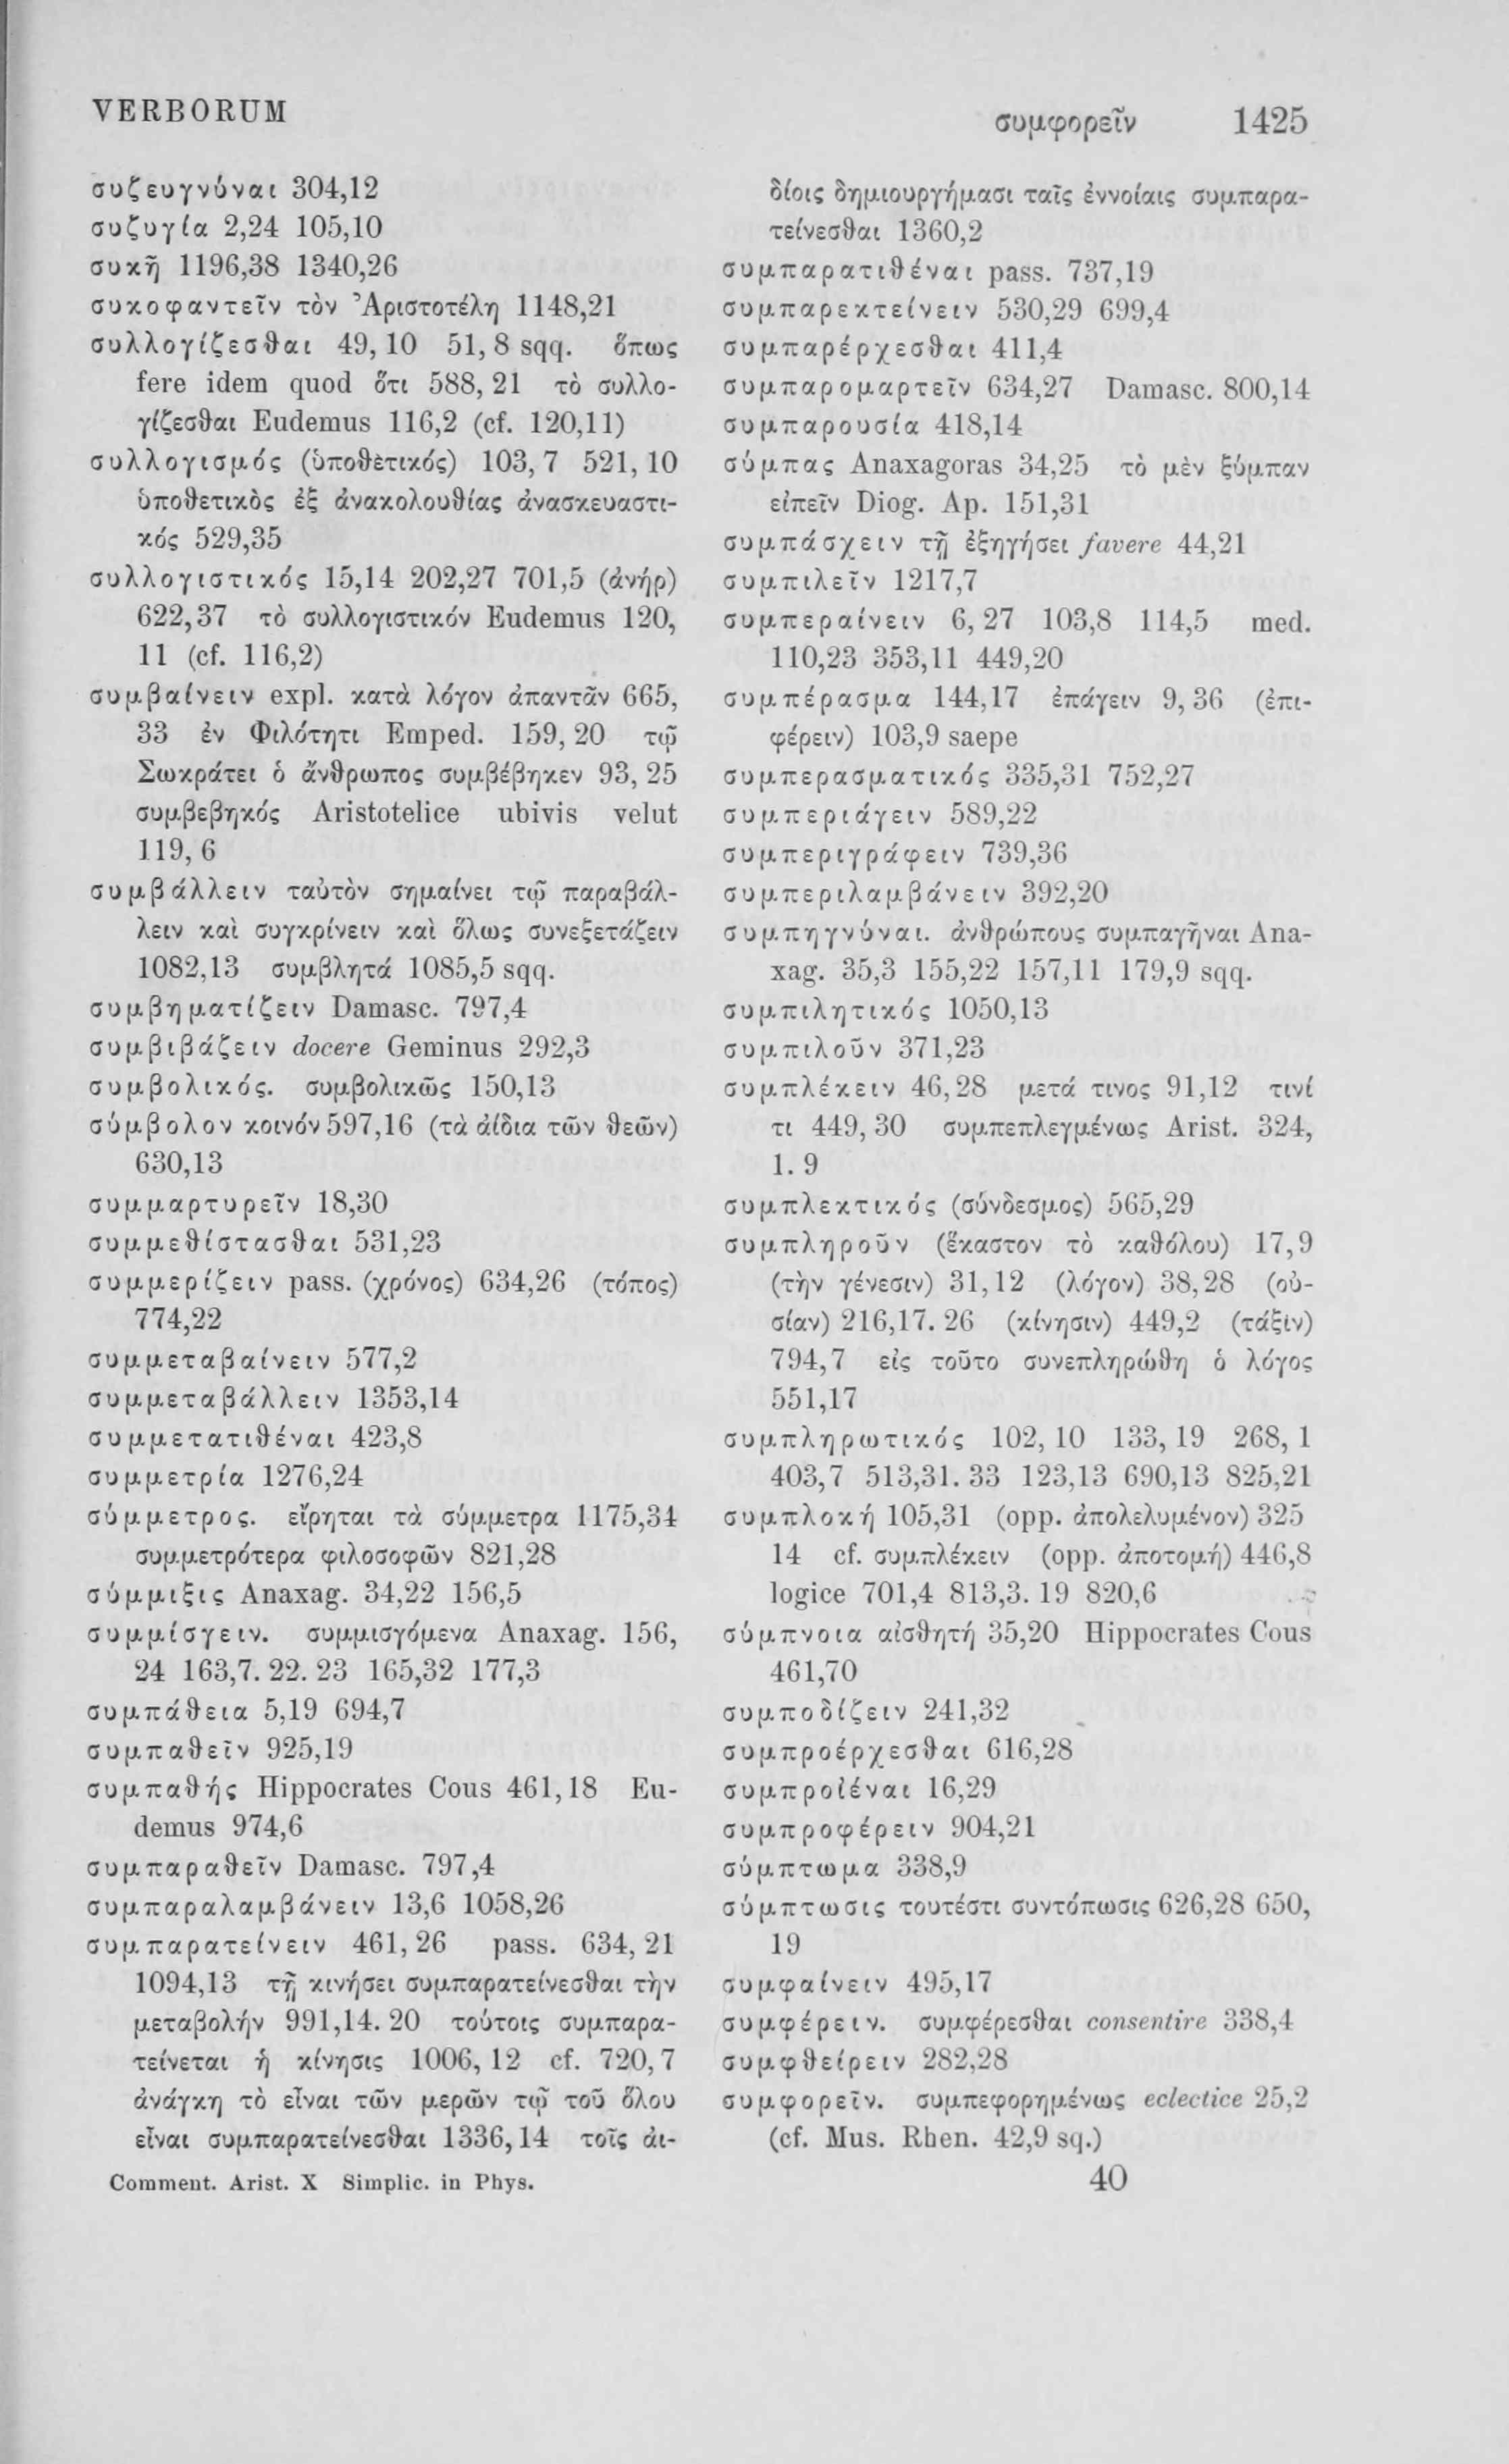 VERBORUM
συμφορεῖν 1425
συζευγνύναι 304,12
συζυγία 2,24 105,10
συκῆ 1196,38 1340,26
συκοφαντεῖν τὸν Ἀριστοτέλη 1148,21
συλλογίζεσθαι 49,10 51,8 sqq. ὅπως
fere idem quod ὅτι 588,21 τὸ συλλο-
γίζεσθαι Eudemus 116,2 (cf. 120,11)
συλλογισμός (ὑποθετικός) 103,7 521,10
ὑποθετικὸς ἐξ ἀνακολουθίας ἀνασκευαστι-
κός 529,35
συλλογιστικός 15,14 202,27 701,5 (ἀνήρ)
622,37 τὸ συλλογιστικόν Eudemus 120,
11 (cf. 116,2)
συμβαίνειν expl. κατὰ λόγον ἀπαντᾶν 665,
33 ἐν Φιλότητι Emped. 159,20 τῷ
Σωκράτει ὁ ἄνθρωπος συμβέβηκεν 93,25
συμβεβηκός Aristotelice ubivis velut
119,6
συμβάλλειν ταὐτὸν σημαίνει τῷ παραβάλ-
λειν καὶ συγκρίνειν καὶ ὅλως συνεξετάζειν
1082,13 συμβλητά 1085,5 sqq.
συμβηματίζειν Damasc. 797,4
συμβιβάζειν docere Geminus 292,3
συμβολικός. συμβολικῶς 150,13
σύμβολον κοινόν 597,16 (τὰ ἀίδια τῶν θεῶν)
630,13
συμμαρτυρεῖν 18,30
συμμεθίστασθαι 531,23
συμμερίζειν pass. (χρόνος) 634,26 (τόπος)
774,22
συμμεταβαίνειν 577,2
συμμεταβάλλειν 1353,14
συμμετατιθέναι 423,8
συμμετρία 1276,24
σύμμετρος. εἴρηται τὰ σύμμετρα 1175,34
συμμετρότερα φιλοσοφῶν 821,28
σύμμιξις Anaxag. 34,22 156,5
συμμίσγειν. συμμισγόμενα Anaxag. 156,
24 163,7. 22. 23 165,32 177,3
συμπάθεια 5,19 694,7
συμπαθεῖν 925,19
συμπαθής Hippocrates Cous 461,18 Eu-
demus 974,6
συμπαραθεῖν Damasc. 797,4
συμπαραλαμβάνειν 13,6 1058,26
συμπαρατείνειν 461,26 pass. 634,21
1094,13 τῇ κινήσει συμπαρατείνεσθαι τὴν
μεταβολήν 991,14. 20 τούτοις συμπαρα-
τείνεται ἡ κίνησις 1006,12 cf. 720,7
ἀνάγκη τὸ εἶναι τῶν μερῶν τῷ τοῦ ὅλου
εἶναι συμπαρατείνεσθαι 1336,14 τοῖς ἀι-
Comment. Arist. X Simplic. in Phys.
δίοις δημιουργήμασι ταῖς ἐννοίαις συμπαρα-
τείνεσθαι 1360,2
συμπαρατιθέναι pass. 737,19
συμπαρεκτείνειν 530,29 699,4
συμπαρέρχεσθαι 411,4
συμπαρομαρτεῖν 634,27 Damasc. 800,14
συμπαρουσία 418,14
σύμπας Anaxagoras 34,25 τὸ μὲν ξύμπαν
εἰπεῖν Diog. Ap. 151,31
συμπάσχειν τῇ ἐξηγήσει favere 44,21
συμπιλεῖν 1217,7
συμπεραίνειν 6,27 103,8 114,5 med.
110,23 353,11 449,20
συμπέρασμα 144,17 ἐπάγειν 9,36 (ἐπι-
φέρειν) 103,9 saepe
συμπερασματικός 335,31 752,27
συμπεριάγειν 589,22
συμπεριγράφειν 739,36
συμπεριλαμβάνειν 392,20
συμπηγνύναι. ἀνθρώπους συμπαγῆναι Ana-
xag. 35,3 155,22 157,11 179,9 sqq.
συμπιλητικός 1050,13
συμπιλοῦν 371,23
συμπλέκειν 46,28 μετά τινος 91,12 τινί
τι 449,30 συμπεπλεγμένως Arist. 324,
1. 9
συμπλεκτικός (σύνδεσμος) 565,29
συμπληροῦν (ἕκαστον τὸ καθόλου) 17,9
(τὴν γένεσιν) 31,12 (λόγον) 38,28 (οὐ-
σίαν) 216,17. 26 (κίνησιν) 449,2 (τάξιν)
794,7 εἰς τοῦτο συνεπληρώθη ὁ λόγος
551,17
συμπληρωτικός 102,10 133,19 268,1
403,7 513,31. 33 123,13 690,13 825,21
συμπλοκή 105,31 (opp. ἀπολελυμένον) 325
14 cf. συμπλέκειν (opp. ἀποτομή) 446,8
logice 701,4 813,3. 19 820,6
σύμπνοια αἰσθητή 35,20 Hippocrates Cous
461,70
συμποδίζειν 241,32
συμπροέρχεσθαι 616,28
συμπροϊέναι 16,29
συμπροφέρειν 904,21
σύμπτωμα 338,9
σύμπτωσις τουτέστι συντόπωσις 626,28 650,
19
συμφαίνειν 495,17
συμφέρειν. συμφέρεσθαι consentire 338,4
συμφθείρειν 282,28
συμφορεῖν. συμπεφορημένως eclectice 25,2
(cf. Mus. Rhen. 42,9 sq.)
40